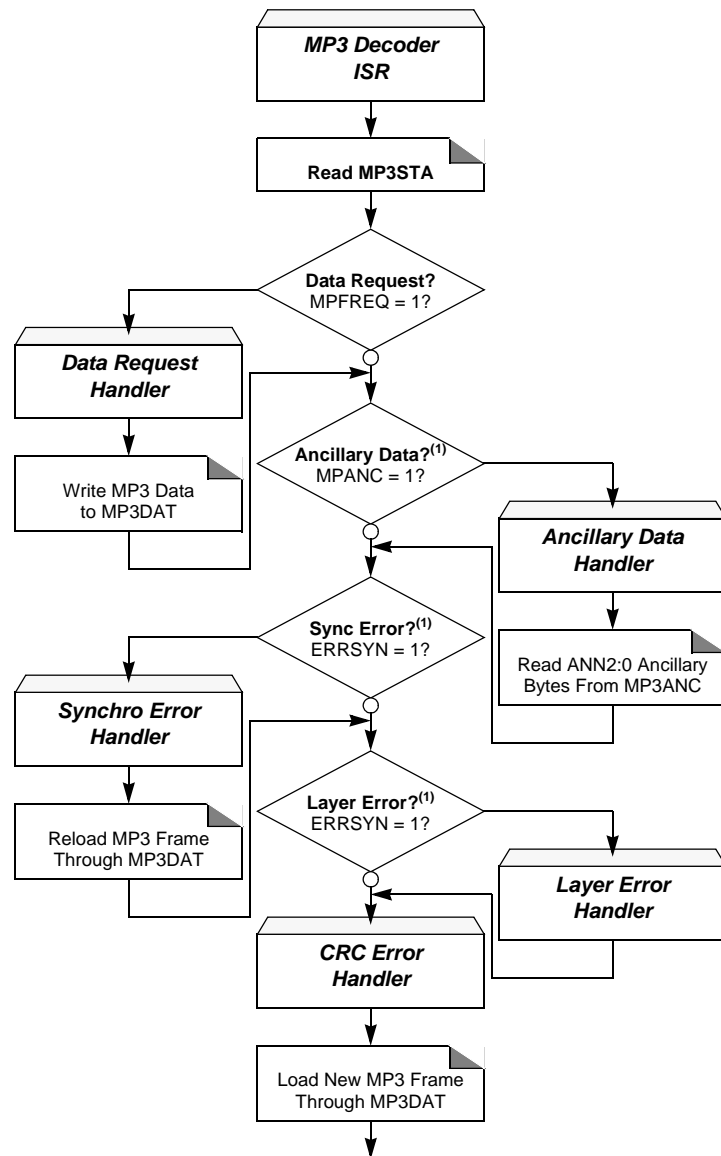 MP3 Decoder
ISR
Read MP3STA
Data Request?
MPFREQ = 1?
Data Request
Handler
Write MP3 Data
to MP3DAT
Ancillary Data?(1)
MPANC = 1?
Ancillary Data
Handler
Read ANN2:0 Ancillary
Bytes From MP3ANC
Sync Error?(1)
ERRSYN = 1?
Synchro Error
Handler
Reload MP3 Frame
Through MP3DAT
Layer Error?(1)
ERRSYN = 1?
Layer Error
Handler
CRC Error
Handler
Load New MP3 Frame
Through MP3DAT